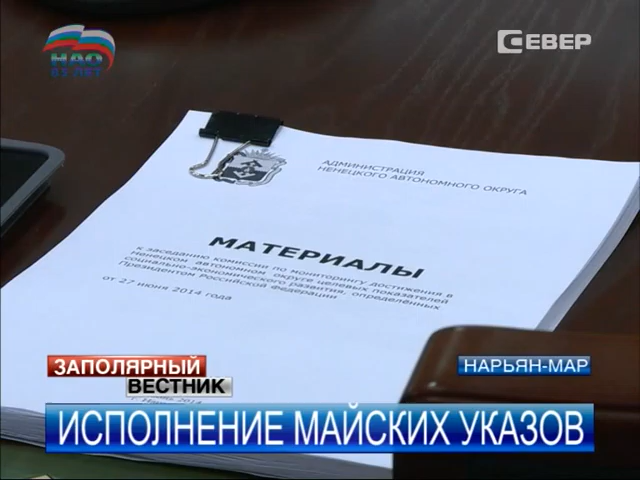 НАО
85 ЛЕТ
СЕВЕР
АДМИНИСТРАЦИЯ
НЕНЕЦКОГО АВТОНОМНОГО ОКРУГА
МАТЕРИАЛЫ
к заседанию комиссии по мониторингу достижения в
Ненецком автономном округе целевых показателей
социально-экономического развития, определённых
Президентом Российской Федерации
от 27 июня 2014 года
ЗАПОЛЯРНЫЙ
ВЕСТНИК
НАРЬЯН-МАР
ИСПОЛНЕНИЕ МАЙСКИХ УКАЗОВ